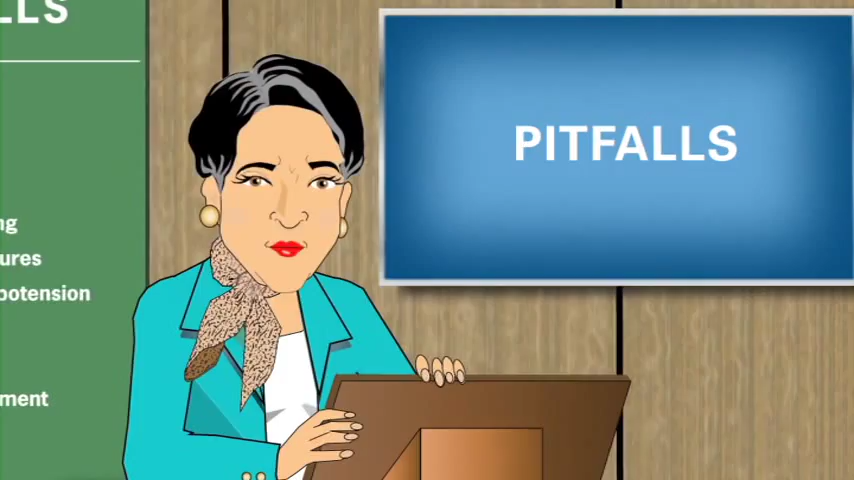 LLS
ng
ures
potension
ment
PITFALLS